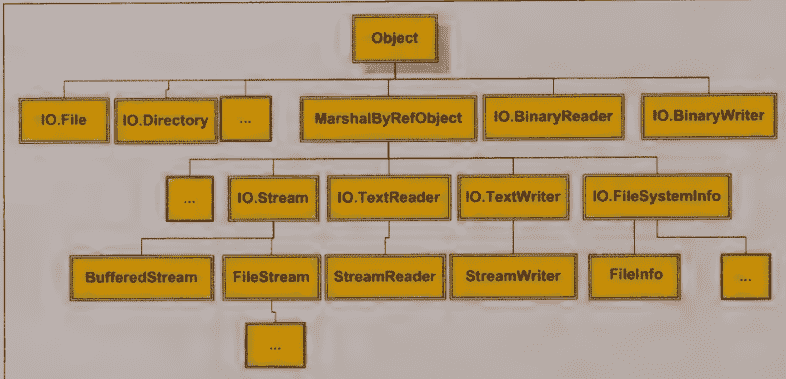 Object
IO.File
IO.Directory
...
MarshalByRefObject
IO.BinaryReader
IO.BinaryWriter
...
IO.Stream
IO.TextReader
IO.TextWriter
IO.FileSystemInfo
BufferedStream
FileStream
StreamReader
StreamWriter
FileInfo
...
...